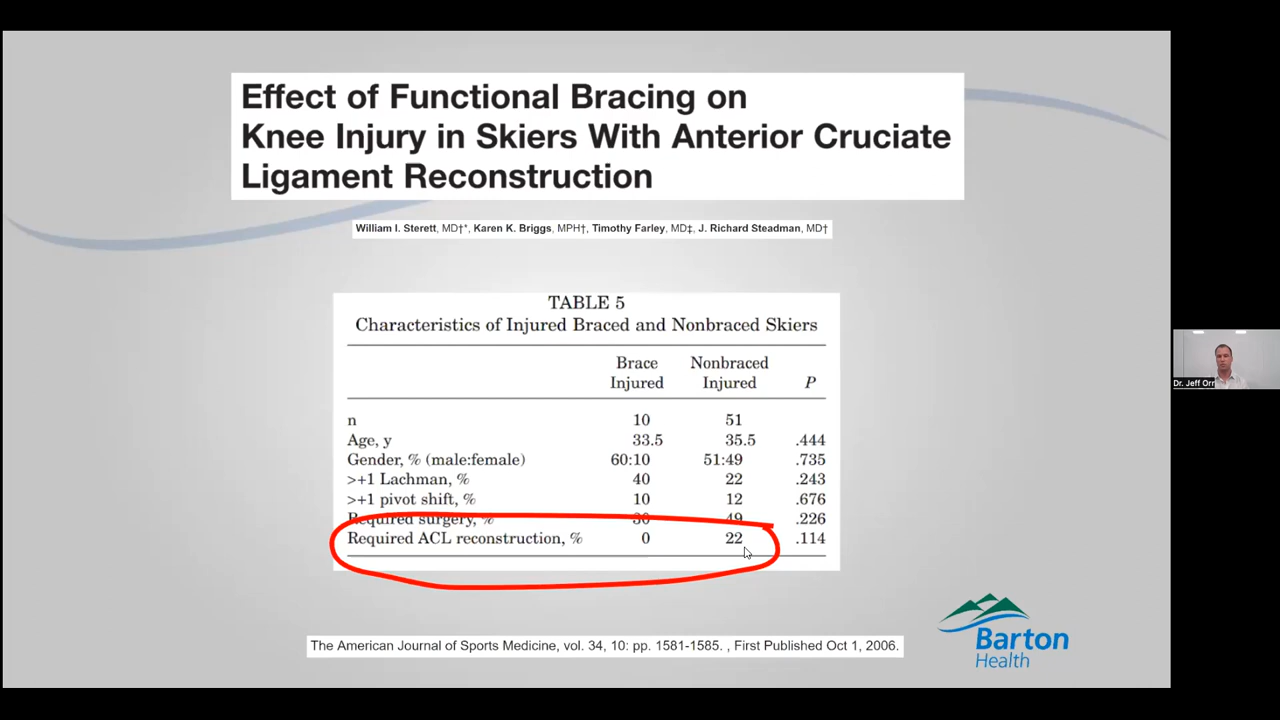 Effect of Functional Bracing on
Knee Injury in Skiers With Anterior Cruciate
Ligament Reconstruction
William I. Sterett, MD†*, Karen K. Briggs, MPH†, Timothy Farley, MD‡, J. Richard Steadman, MD†
TABLE 5
Characteristics of Injured Braced and Nonbraced Skiers
Brace Nonbraced
Injured Injured P
n 10 51
Age, y 33.5 35.5 .444
Gender, % (male:female) 60:10 51:49 .735
>+1 Lachman, % 40 22 .243
>+1 pivot shift, % 10 12 .676
Required surgery, % 30 49 .226
Required ACL reconstruction, % 0 22 .114
Dr. Jeff Orr
The American Journal of Sports Medicine, vol. 34, 10: pp. 1581-1585. , First Published Oct 1, 2006.
Barton
Health